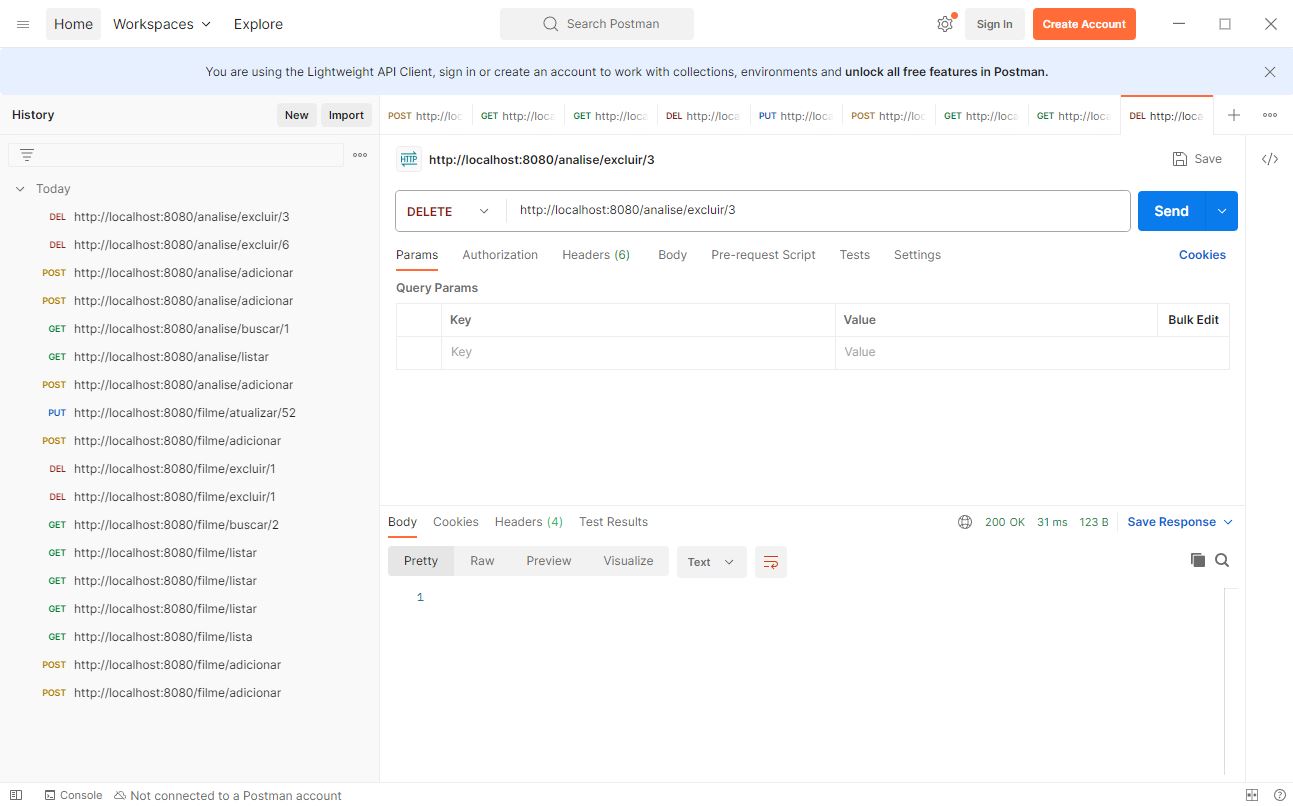 Home Workspaces Explore Search Postman Sign In Create Account
You are using the Lightweight API Client, sign in or create an account to work with collections, environments and unlock all free features in Postman.
History New Import
POST http://loc GET http://loca GET http://loca DEL http://loca PUT http://loca POST http://loc GET http://loca GET http://loca DEL http://loca
HTTP http://localhost:8080/analise/excluir/3 Save
Today
DEL http://localhost:8080/analise/excluir/3
DEL http://localhost:8080/analise/excluir/6
POST http://localhost:8080/analise/adicionar
POST http://localhost:8080/analise/adicionar
GET http://localhost:8080/analise/buscar/1
GET http://localhost:8080/analise/listar
POST http://localhost:8080/analise/adicionar
PUT http://localhost:8080/filme/atualizar/52
POST http://localhost:8080/filme/adicionar
DEL http://localhost:8080/filme/excluir/1
DEL http://localhost:8080/filme/excluir/1
GET http://localhost:8080/filme/buscar/2
GET http://localhost:8080/filme/listar
GET http://localhost:8080/filme/listar
GET http://localhost:8080/filme/listar
GET http://localhost:8080/filme/lista
POST http://localhost:8080/filme/adicionar
POST http://localhost:8080/filme/adicionar
DELETE http://localhost:8080/analise/excluir/3 Send
Params Authorization Headers (6) Body Pre-request Script Tests Settings Cookies
Query Params
Key Value Bulk Edit
Key Value
Body Cookies Headers (4) Test Results 200 OK 31 ms 123 B Save Response
Pretty Raw Preview Visualize Text
1
Console Not connected to a Postman account